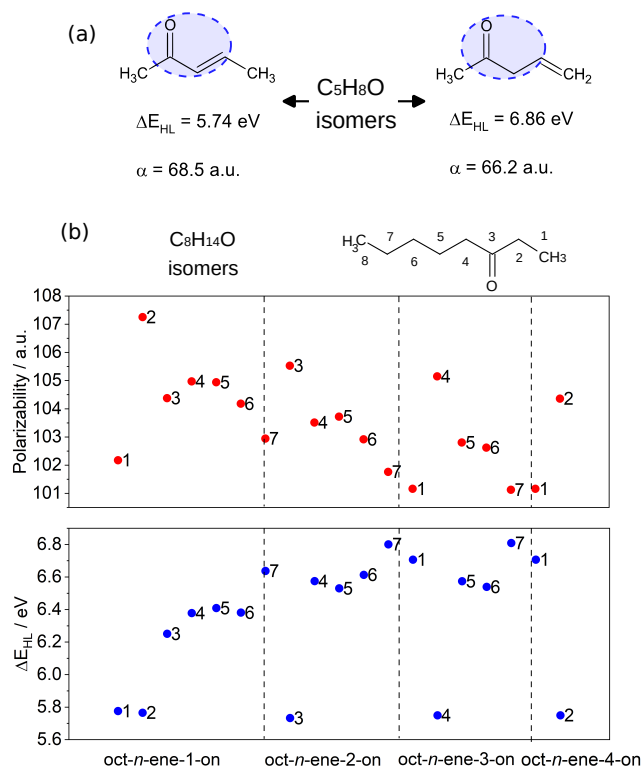 (a)
O
H₃C
CH₃
ΔE_HL = 5.74 eV
α = 68.5 a.u.
C₅H₈O
isomers
O
H₃C
CH₂
ΔE_HL = 6.86 eV
α = 66.2 a.u.
(b)
C₈H₁₄O
isomers
H₃C
8
7
6
5
4
3
2
1
CH3
O
Polarizability / a.u.
108
107
106
105
104
103
102
101
1
2
3
4
5
6
7
3
4
5
6
7
1
4
5
6
7
1
2
ΔE_HL / eV
6.8
6.6
6.4
6.2
6.0
5.8
5.6
1
2
3
4
5
6
7
3
4
5
6
7
1
4
5
6
7
1
2
oct-n-ene-1-on
oct-n-ene-2-on
oct-n-ene-3-on
oct-n-ene-4-on